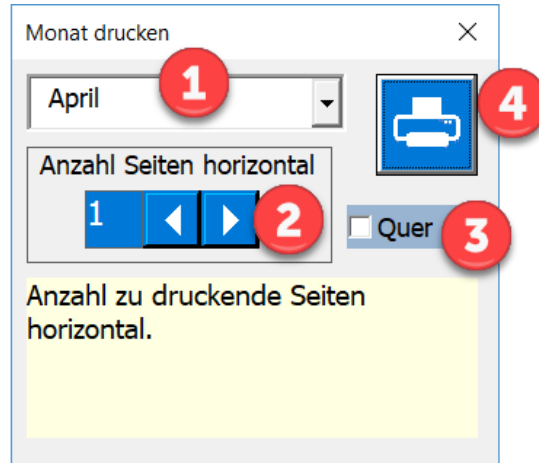 Monat drucken
April
1
4
Anzahl Seiten horizontal
1
2
Quer
3
Anzahl zu druckende Seiten
horizontal.